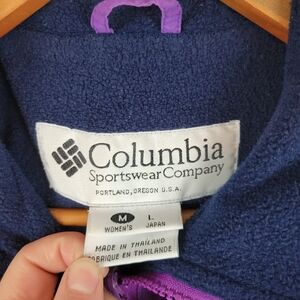 Columbia
Sportswear Company
PORTLAND, OREGON U.S.A.
M L
WOMEN'S JAPAN
MADE IN THAILAND
FABRIQUE EN THAILANDE